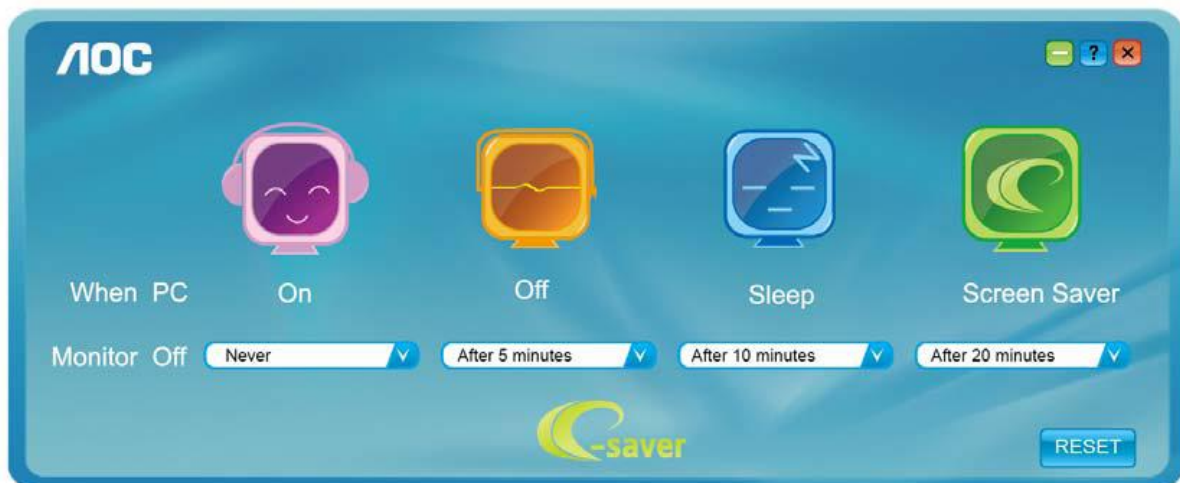 AOC
?
When PC On Off Sleep Screen Saver
Monitor Off Never After 5 minutes After 10 minutes After 20 minutes
e-saver
RESET